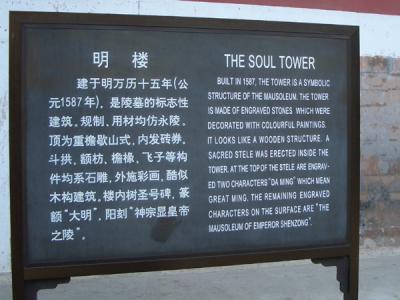 明 楼
建于明万历十五年(公
元1587年), 是陵墓的标志性
建筑。规制、用材均仿永陵。
顶为重檐歇山式, 内发砖券。
斗拱、额枋、檐椽、飞子等构
件均系石雕, 外施彩画, 酷似
木构建筑。楼内树圣号碑, 篆
额“大明”, 阳刻“神宗显皇帝
之陵”。
THE SOUL TOWER
BUILT IN 1587, THE TOWER IS A SYMBOLIC
STRUCTURE OF THE MAUSOLEUM. THE TOWER
IS MADE OF ENGRAVED STONES WHICH WERE
DECORATED WITH COLOURFUL PAINTINGS.
IT LOOKS LIKE A WOODEN STRUCTURE. A
SACRED STELE WAS ERECTED INSIDE THE
TOWER. AT THE TOP OF THE STELE ARE ENGRAV-
ED TWO CHARACTERS "DA MING" WHICH MEAN
GREAT MING. THE REMAINING ENGRAVED
CHARACTERS ON THE SURFACE ARE "THE
MAUSOLEUM OF EMPEROR SHENZONG".